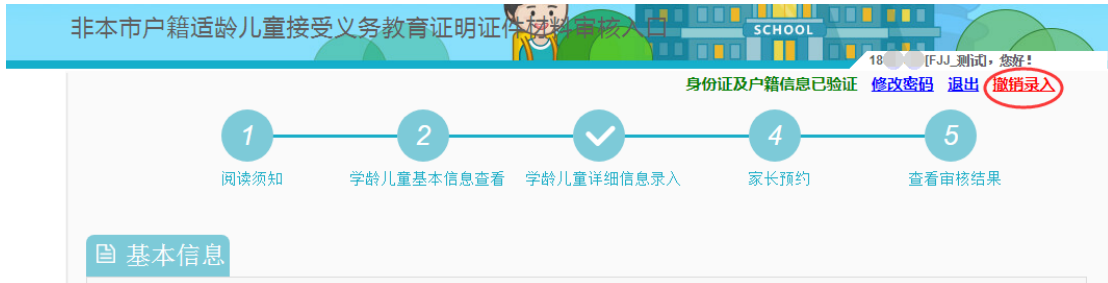 非本市户籍适龄儿童接受义务教育证明证件材料审核入口
SCHOOL
18 [FJJ_测试]，您好！
身份证及户籍信息已验证 修改密码 退出 撤销录入
1 2 4 5
阅读须知 学龄儿童基本信息查看 学龄儿童详细信息录入 家长预约 查看审核结果
基本信息